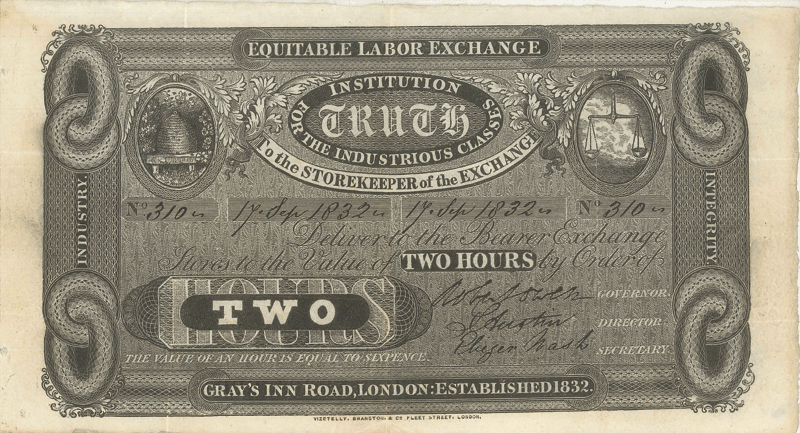 EQUITABLE LABOR EXCHANGE
INSTITUTION
TRUTH
FOR THE INDUSTRIOUS CLASSES
To the STOREKEEPER of the EXCHANGE
INDUSTRY.
INTEGRITY.
No 310 17 Sep 1832 17 Sep 1832 No 310
Deliver to the Bearer Exchange
Stores to the Value of TWO HOURS by Order of
HOURS
TWO
Robt Owen GOVERNOR.
DIRECTOR.
Ebezer Nash SECRETARY.
THE VALUE OF AN HOUR IS EQUAL TO SIXPENCE.
GRAY'S INN ROAD, LONDON: ESTABLISHED 1832.
VIZETELLY, BRANSTON, & CO FLEET STREET, LONDON.